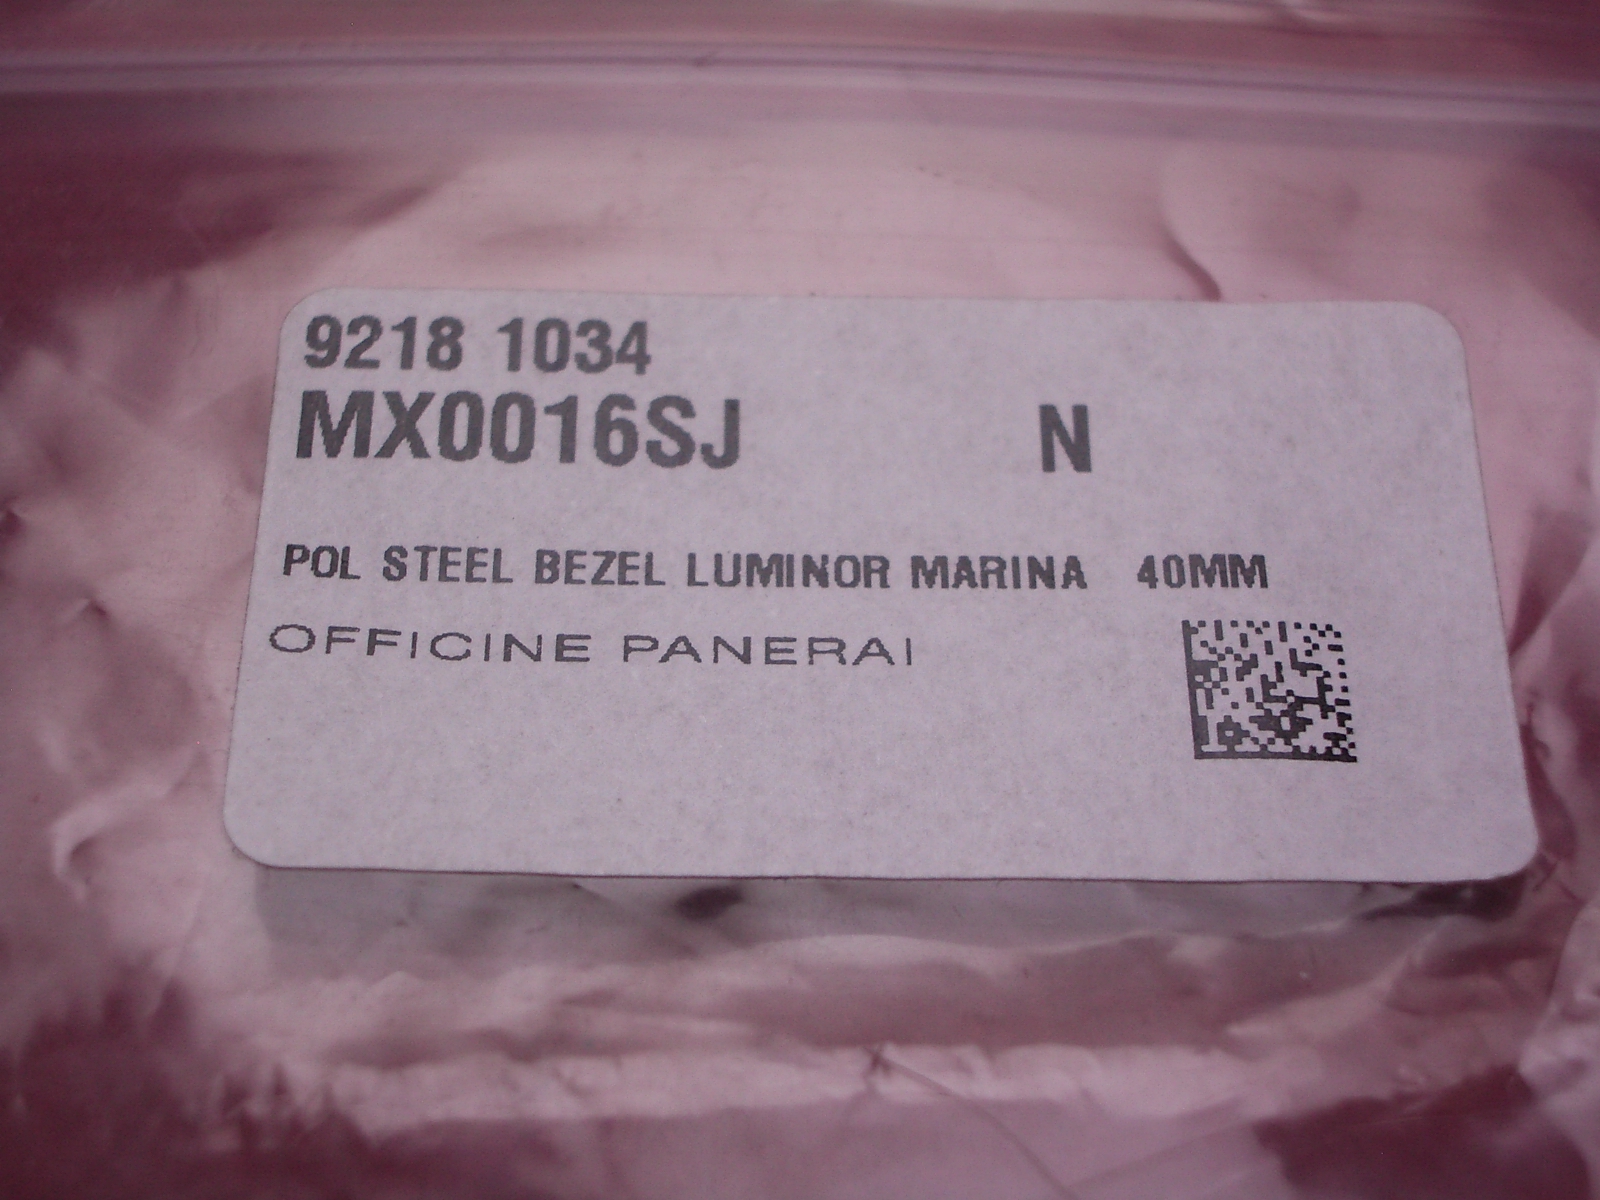 9218 1034
MX0016SJ N
POL STEEL BEZEL LUMINOR MARINA 40MM
OFFICINE PANERAI